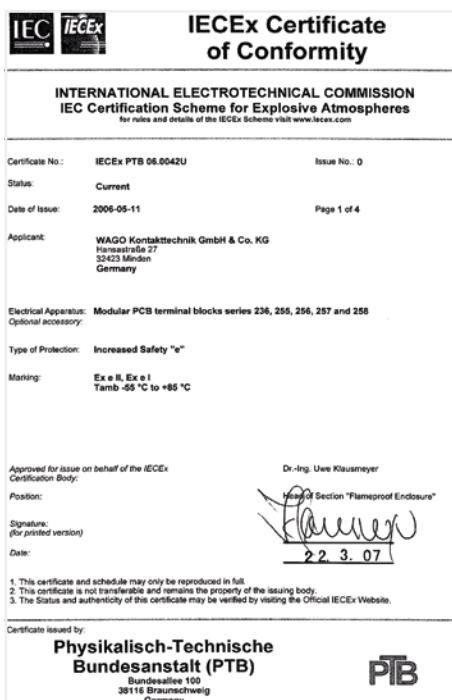 IEC IECEx
IECEx Certificate
of Conformity
INTERNATIONAL ELECTROTECHNICAL COMMISSION
IEC Certification Scheme for Explosive Atmospheres
for rules and details of the IECEx Scheme visit www.iecex.com
Certificate No.: IECEx PTB 06.0042U Issue No.: 0
Status: Current
Date of Issue: 2006-05-11 Page 1 of 4
Applicant: WAGO Kontakttechnik GmbH & Co. KG
Hansastraße 27
32423 Minden
Germany
Electrical Apparatus: Modular PCB terminal blocks series 236, 255, 256, 257 and 258
Optional accessory:
Type of Protection: Increased Safety "e"
Marking: Ex e II, Ex e I
Tamb -55 °C to +85 °C
Approved for issue on behalf of the IECEx Dr.-Ing. Uwe Klausmeyer
Certification Body:
Position: Head of Section "Flameproof Enclosure"
Signature:
(for printed version)
Date: 22. 3. 07
1. This certificate and schedule may only be reproduced in full.
2. This certificate is not transferable and remains the property of the issuing body.
3. The Status and authenticity of this certificate may be verified by visiting the Official IECEx Website.
Certificate issued by:
Physikalisch-Technische
Bundesanstalt (PTB)
Bundesallee 100
38116 Braunschweig
Germany
PTB